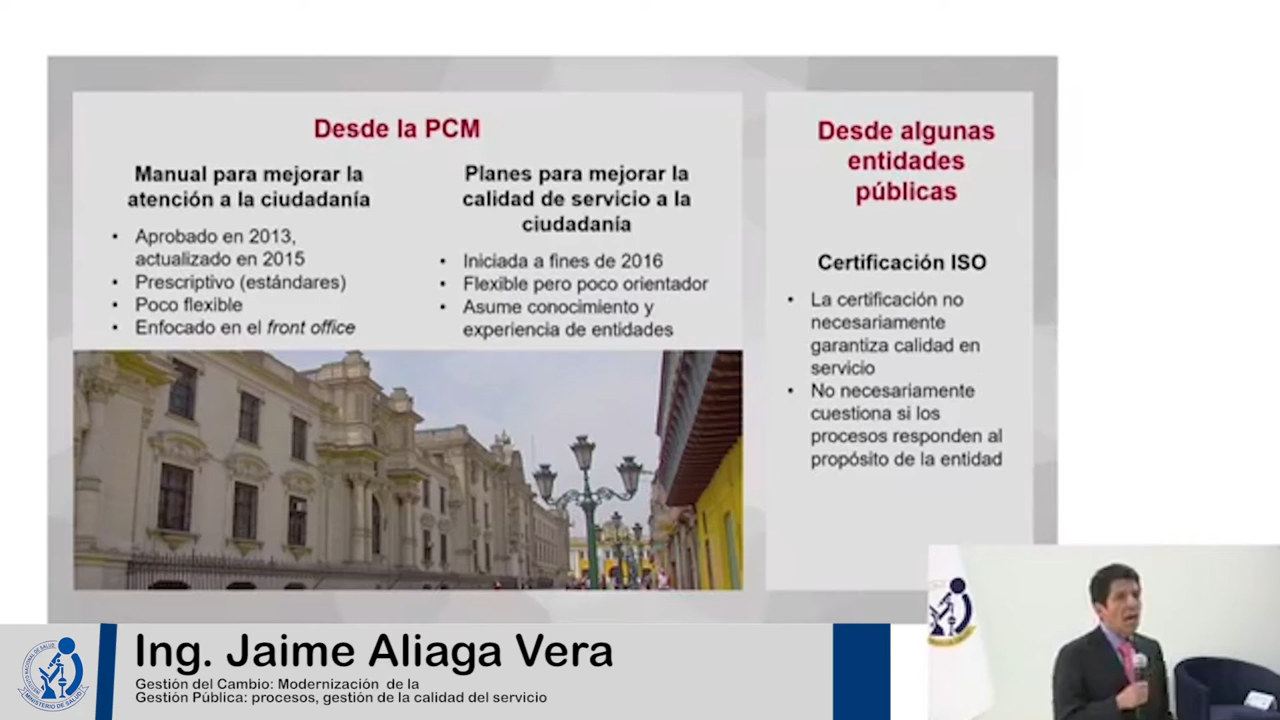 Desde la PCM
Manual para mejorar la
atención a la ciudadanía
• Aprobado en 2013,
actualizado en 2015
• Prescriptivo (estándares)
• Poco flexible
• Enfocado en el front office
Planes para mejorar la
calidad de servicio a la
ciudadanía
• Iniciada a fines de 2016
• Flexible pero poco orientador
• Asume conocimiento y
experiencia de entidades
Desde algunas
entidades
públicas
Certificación ISO
• La certificación no
necesariamente
garantiza calidad en
servicio
• No necesariamente
cuestiona si los
procesos responden al
propósito de la entidad
Ing. Jaime Aliaga Vera
Gestión del Cambio: Modernización de la
Gestión Pública: procesos, gestión de la calidad del servicio
MINISTERIO DE SALUD